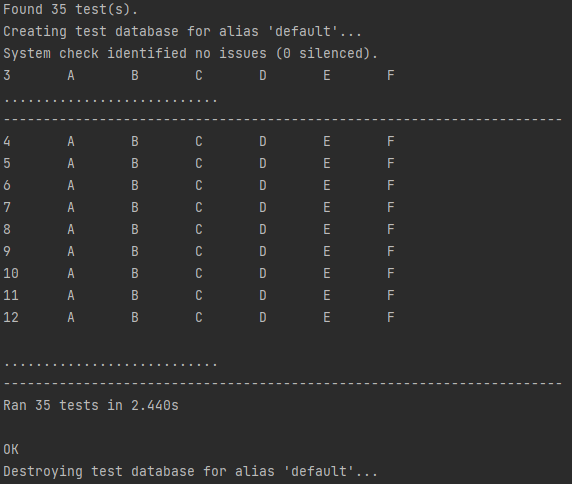 Found 35 test(s).
Creating test database for alias 'default'...
System check identified no issues (0 silenced).
3       A       B       C       D       E       F
...........................
----------------------------------------------------------------------
4       A       B       C       D       E       F
5       A       B       C       D       E       F
6       A       B       C       D       E       F
7       A       B       C       D       E       F
8       A       B       C       D       E       F
9       A       B       C       D       E       F
10      A       B       C       D       E       F
11      A       B       C       D       E       F
12      A       B       C       D       E       F
...........................
----------------------------------------------------------------------
Ran 35 tests in 2.440s
OK
Destroying test database for alias 'default'...